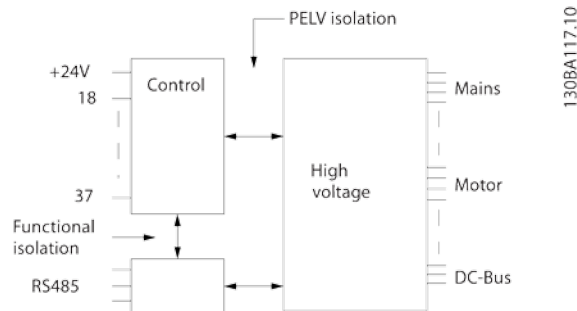 PELV isolation
130BA117.10
+24V
Control
18
Mains
High
voltage
37
Motor
Functional
isolation
RS485
DC-Bus